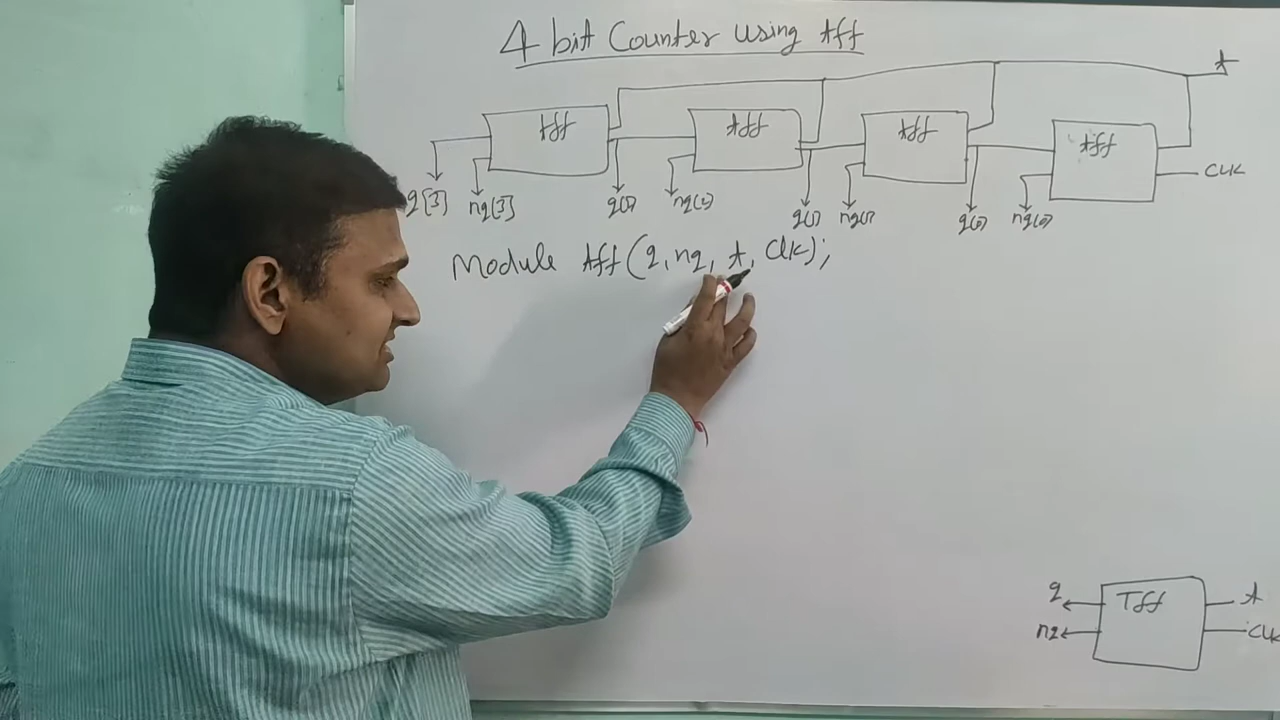 4 bit Counter using tff
t
tff tff tff tff
CLK
q[3] nq[3] q(2) nq(2) q(1) nq(1) q(0) nq(0)
Module tff(q, nq, t, Clk);
q Tff t
nq CLK